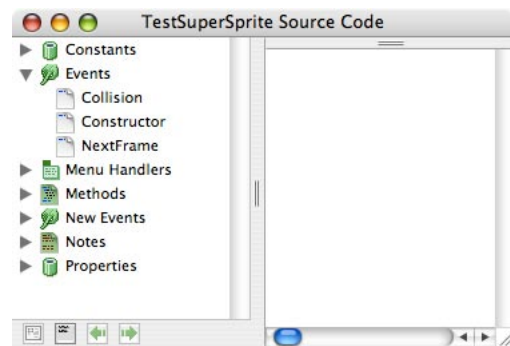 TestSuperSprite Source Code
Constants
Events
Collision
Constructor
NextFrame
Menu Handlers
Methods
New Events
Notes
Properties